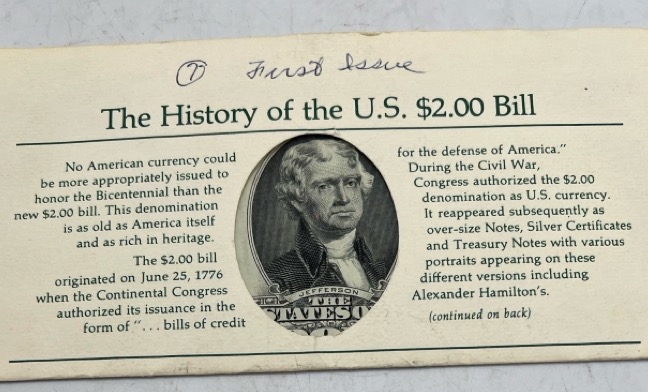 7 First Issue
The History of the U.S. $2.00 Bill
No American currency could
be more appropriately issued to
honor the Bicentennial than the
new $2.00 bill. This denomination
is as old as America itself
and as rich in heritage.
The $2.00 bill
originated on June 25, 1776
when the Continental Congress
authorized its issuance in the
form of "... bills of credit
for the defense of America."
During the Civil War,
Congress authorized the $2.00
denomination as U.S. currency.
It reappeared subsequently as
over-size Notes, Silver Certificates
and Treasury Notes with various
portraits appearing on these
different versions including
Alexander Hamilton's.
(continued on back)
JEFFERSON
THE
STATES O